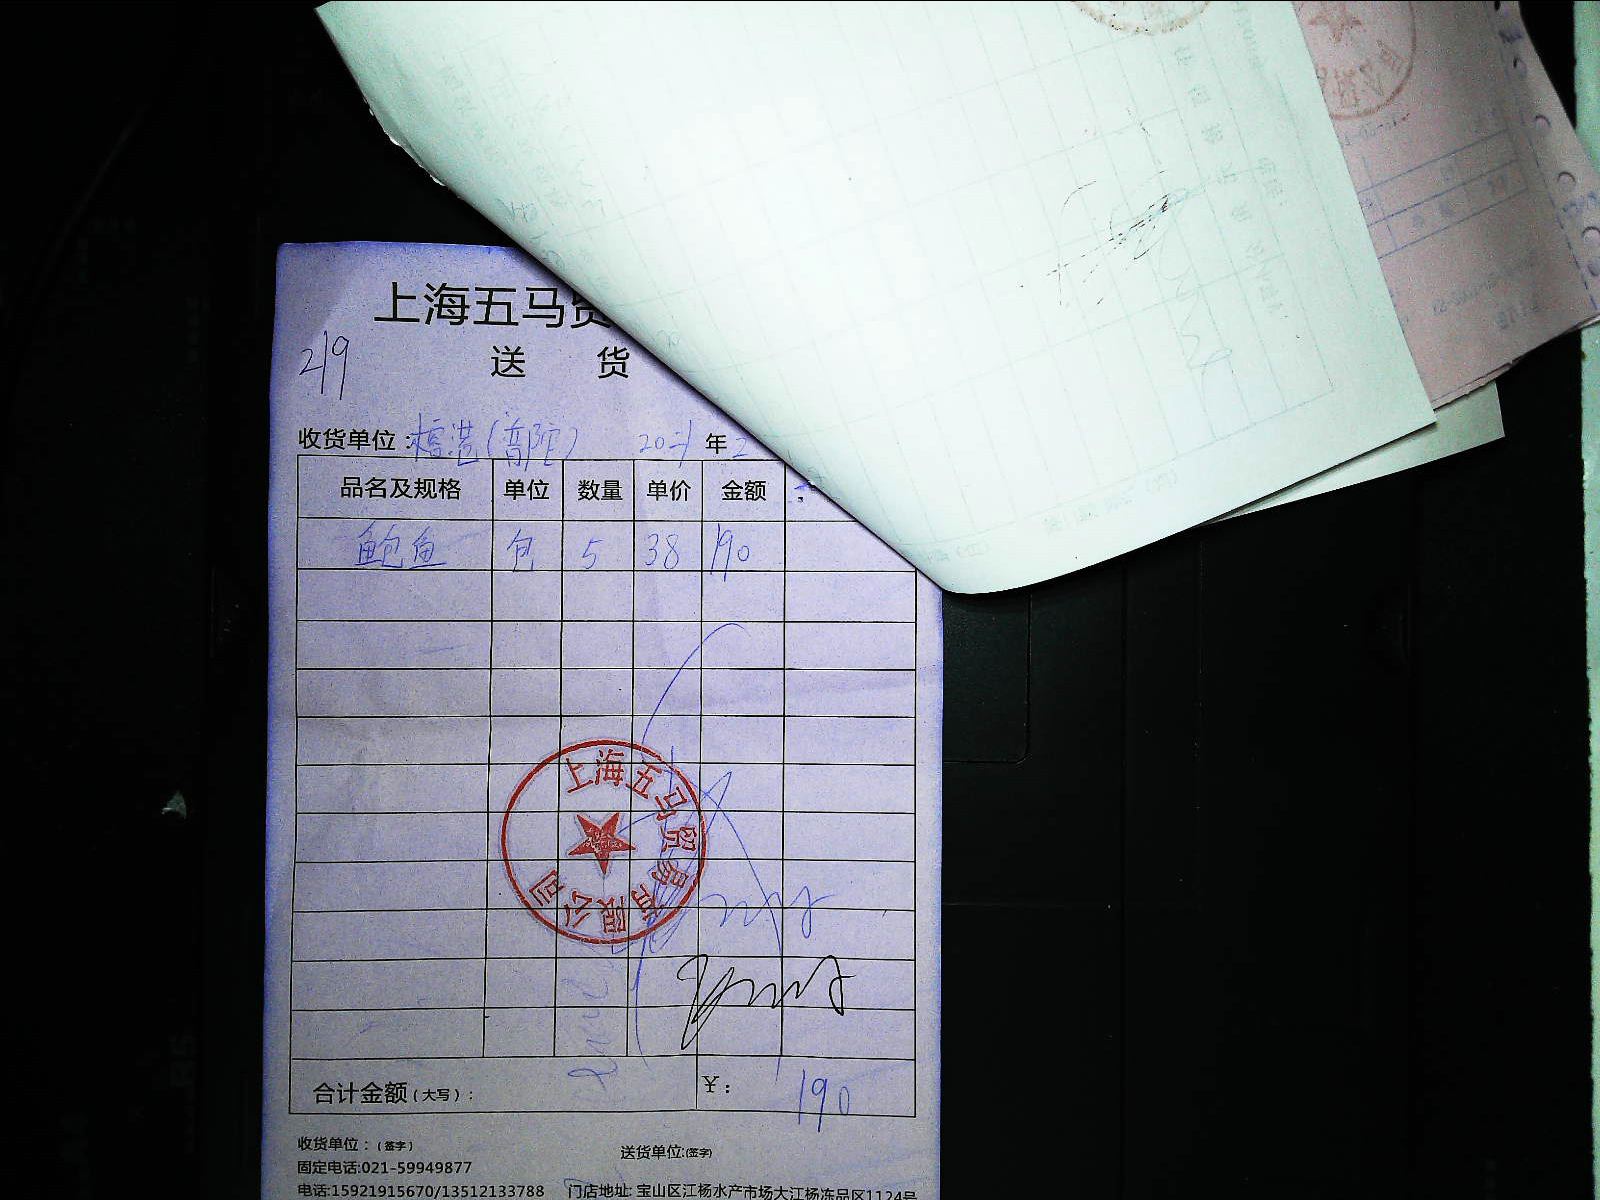 上海五马贸
送 货
219
收货单位: 福港(普陀) 2021年2
品名及规格 单位 数量 单价 金额
鲍鱼 包 5 38 190
上海五马贸易有限公司
合计金额(大写): ¥: 190
收货单位:(签字) 送货单位:(签字)
固定电话:021-59949877
电话:15921915670/13512133788 门店地址: 宝山区江杨水产市场大江杨冻品区1124号